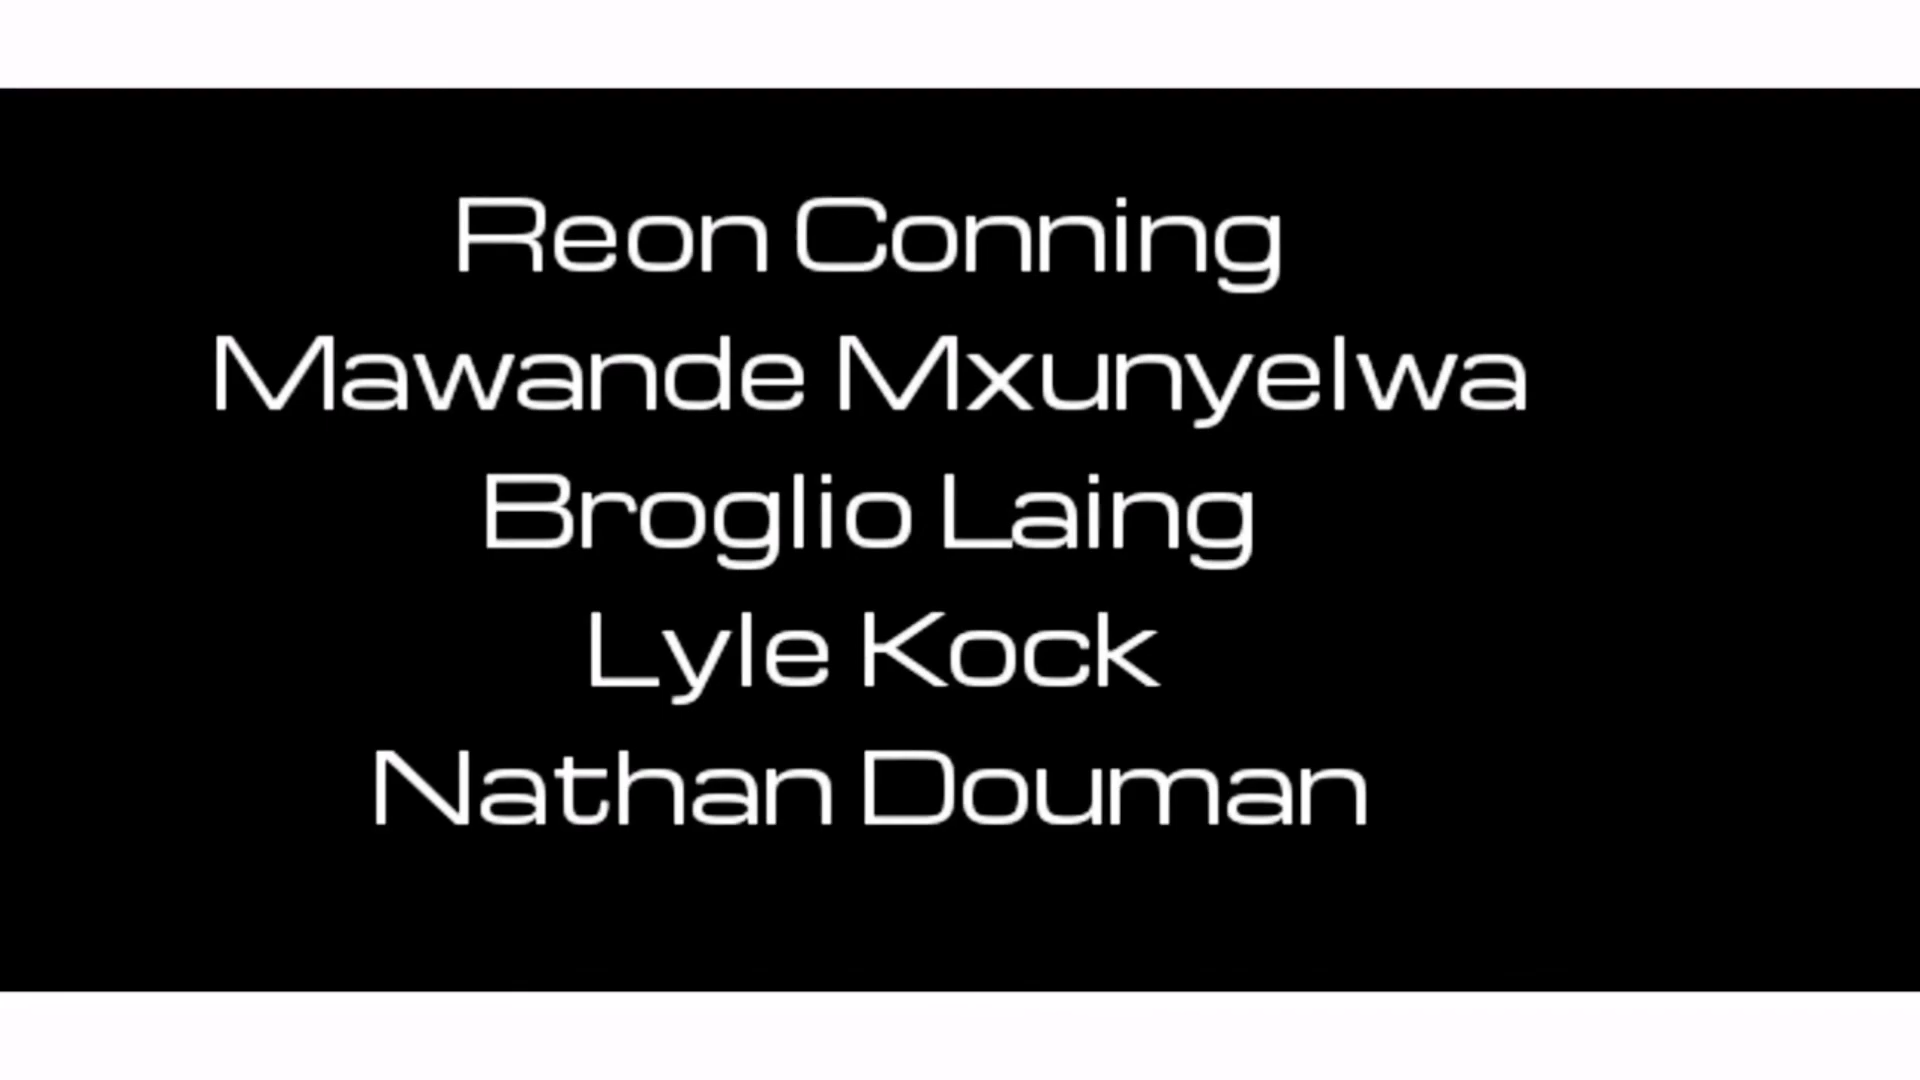 Reon Conning
Mawande Mxunyelwa
Broglio Laing
Lyle Kock
Nathan Douman